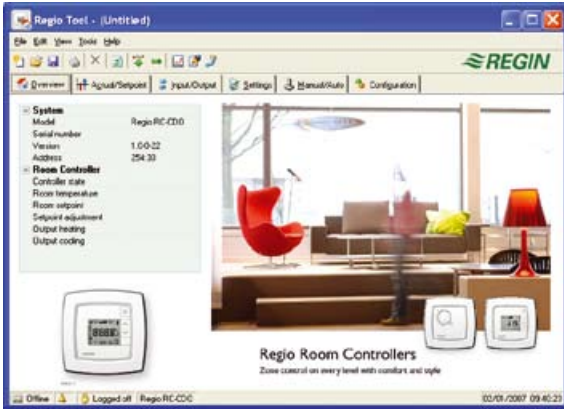 Regio Tool - (Untitled)
File Edit View Tools Help
REGIN
Overview Actual/Setpoint Input/Output Settings Manual/Auto Configuration
System
Model Regio RC-CDO
Serial number
Version 1.0-0-22
Address 254:33
Room Controller
Controller state
Room temperature
Room setpoint
Setpoint adjustment
Output heating
Output cooling
Regio Room Controllers
Zone control on every level with comfort and style
Offline Logged off Regio RC-CDO 02/01/2007 09:40:23